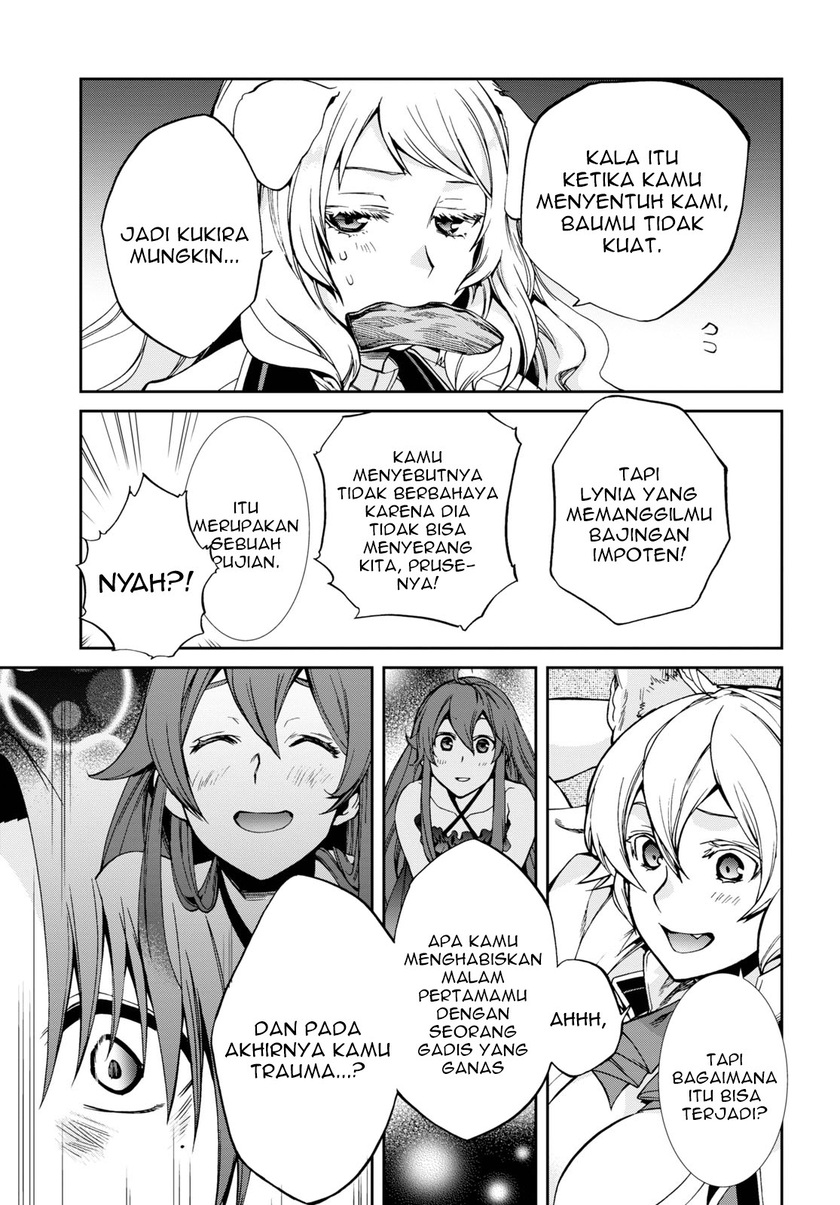 KALA ITU
KETIKA KAMU
MENYENTUH KAMI,
BAUMU TIDAK
KUAT.
JADI KUKIRA
MUNGKIN...
TAPI
LYNIA YANG
MEMANGGILMU
BAJINGAN
IMPOTEN!
KAMU
MENYEBUTNYA
TIDAK BERBAHAYA
KARENA DIA
TIDAK BISA
MENYERANG
KITA, PRUSE-
NYA!
ITU
MERUPAKAN
SEBUAH
PUJIAN.
NYAH?!
TAPI
BAGAIMANA
ITU BISA
TERJADI?
AHHH,
APA KAMU
MENGHABISKAN
MALAM
PERTAMAMU
DENGAN
SEORANG
GADIS YANG
GANAS
DAN PADA
AKHIRNYA KAMU
TRAUMA...?